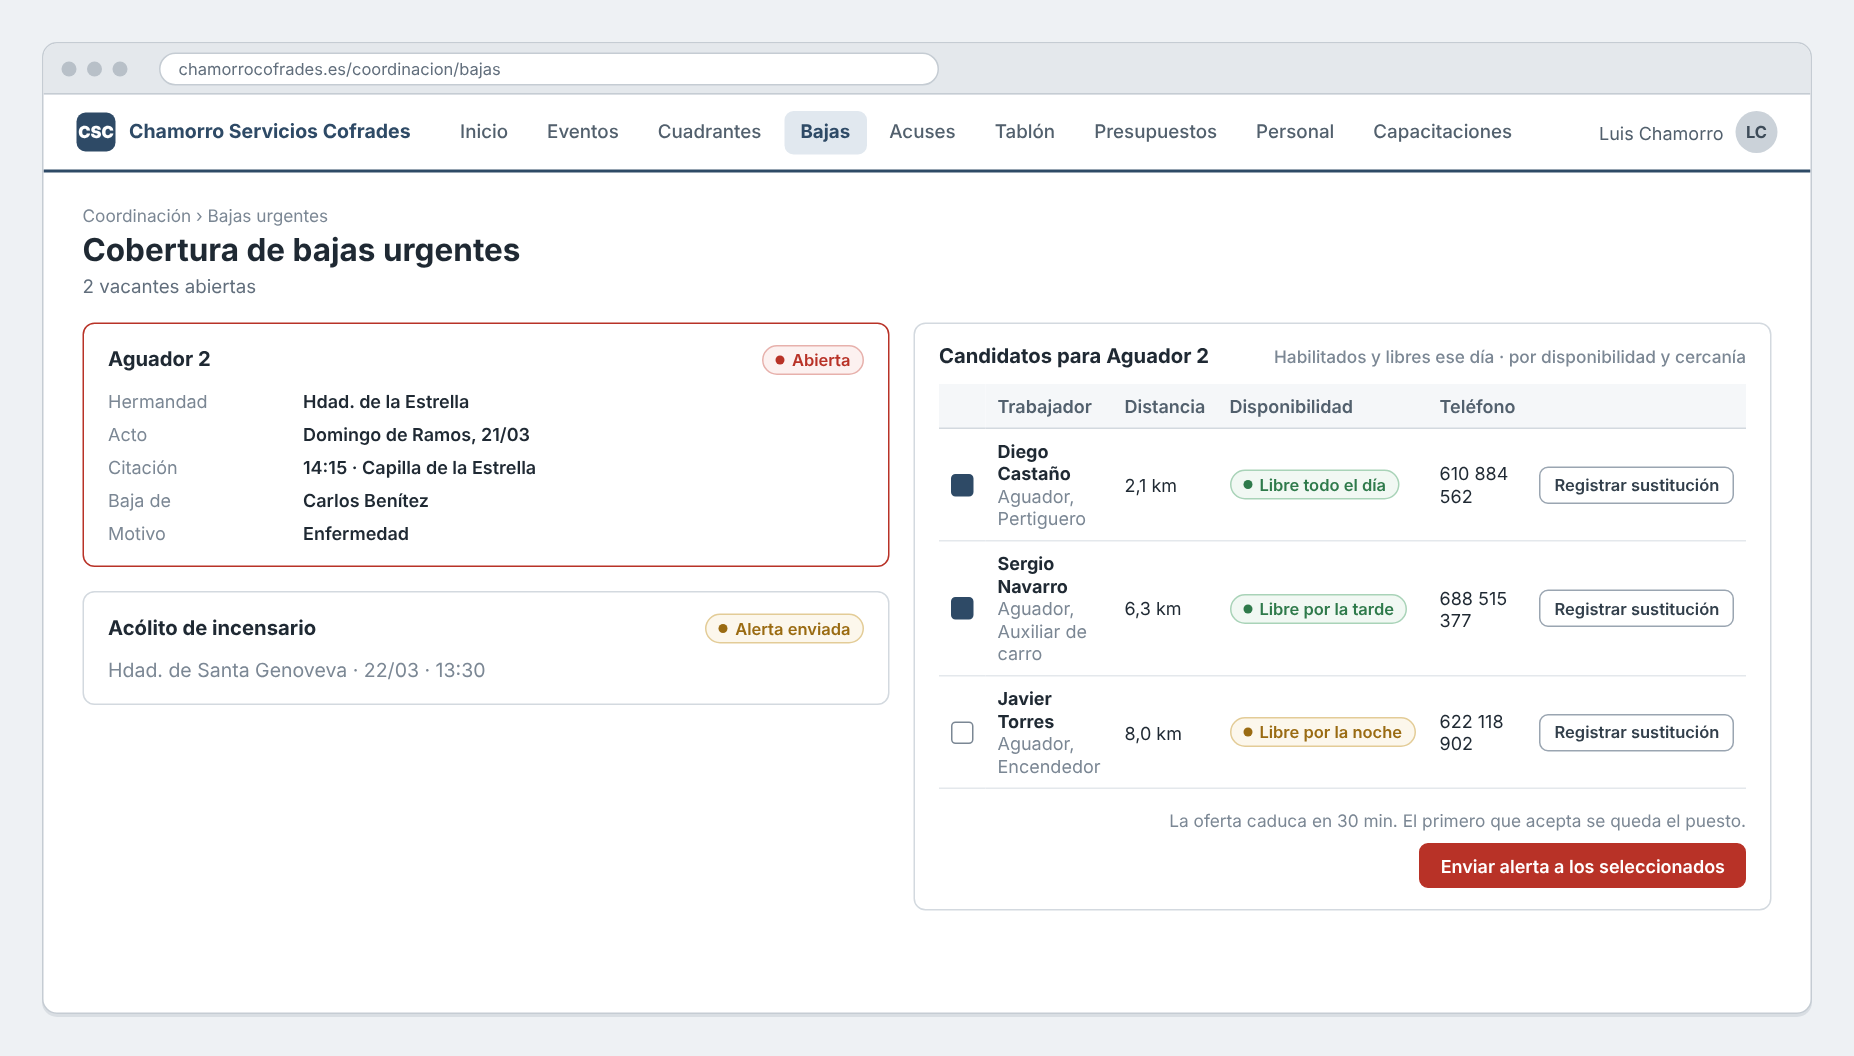 chamorrocofrades.es/coordinacion/bajas
CSC Chamorro Servicios Cofrades Inicio Eventos Cuadrantes Bajas Acuses Tablón Presupuestos Personal Capacitaciones Luis Chamorro LC
Coordinación › Bajas urgentes
Cobertura de bajas urgentes
2 vacantes abiertas
Aguador 2 Abierta
Hermandad Hdad. de la Estrella
Acto Domingo de Ramos, 21/03
Citación 14:15 · Capilla de la Estrella
Baja de Carlos Benítez
Motivo Enfermedad
Acólito de incensario Alerta enviada
Hdad. de Santa Genoveva · 22/03 · 13:30
Candidatos para Aguador 2 Habilitados y libres ese día · por disponibilidad y cercanía
Trabajador Distancia Disponibilidad Teléfono
Diego
Castaño
Aguador,
Pertiguero
2,1 km
Libre todo el día
610 884
562
Registrar sustitución
Sergio
Navarro
Aguador,
Auxiliar de
carro
6,3 km
Libre por la tarde
688 515
377
Registrar sustitución
Javier
Torres
Aguador,
Encendedor
8,0 km
Libre por la noche
622 118
902
Registrar sustitución
La oferta caduca en 30 min. El primero que acepta se queda el puesto.
Enviar alerta a los seleccionados